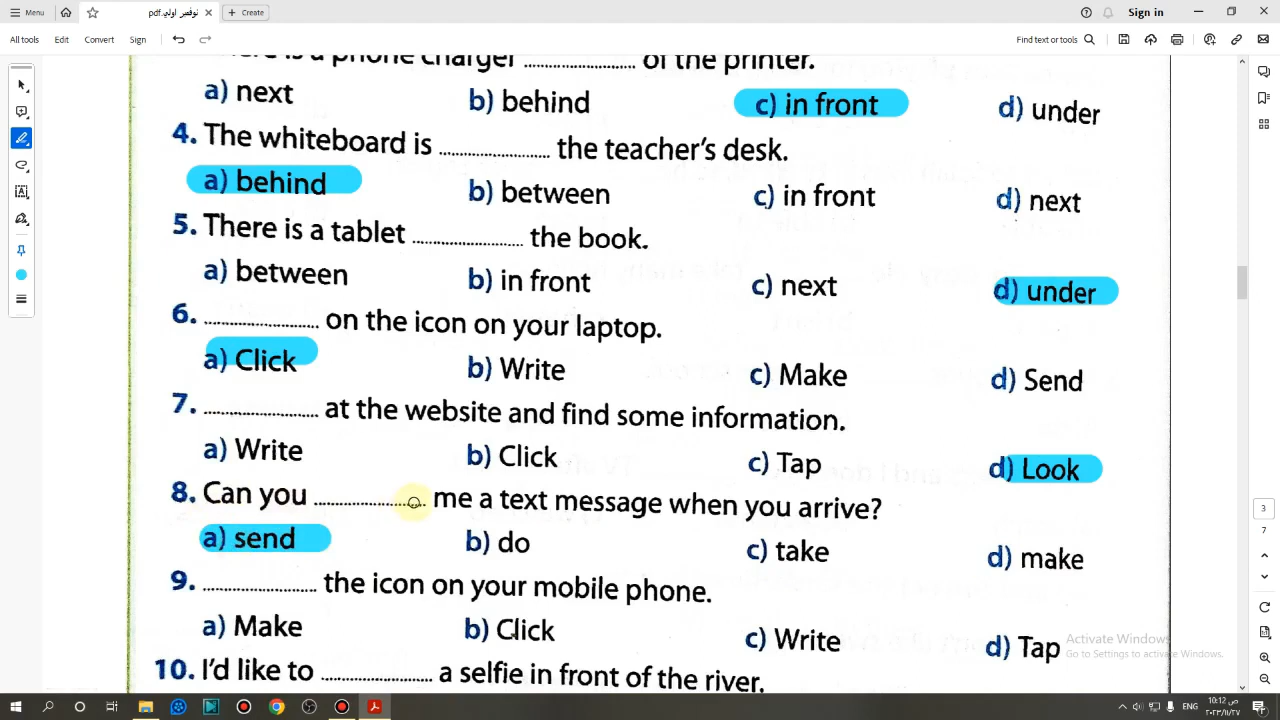 Menu
نوفمبر اولي.pdf
Create
Sign in
All tools Edit Convert Sign
Find text or tools
There is a phone charger ........................ of the printer.
a) next b) behind c) in front d) under
4. The whiteboard is ........................ the teacher's desk.
a) behind b) between c) in front d) next
5. There is a tablet ........................ the book.
a) between b) in front c) next d) under
6. ........................ on the icon on your laptop.
a) Click b) Write c) Make d) Send
7. ........................ at the website and find some information.
a) Write b) Click c) Tap d) Look
8. Can you ........................ me a text message when you arrive?
a) send b) do c) take d) make
9. ........................ the icon on your mobile phone.
a) Make b) Click c) Write d) Tap
10. I'd like to ........................ a selfie in front of the river.
3
7
Activate Windows
Go to Settings to activate Windows.
ENG
10:12 ص